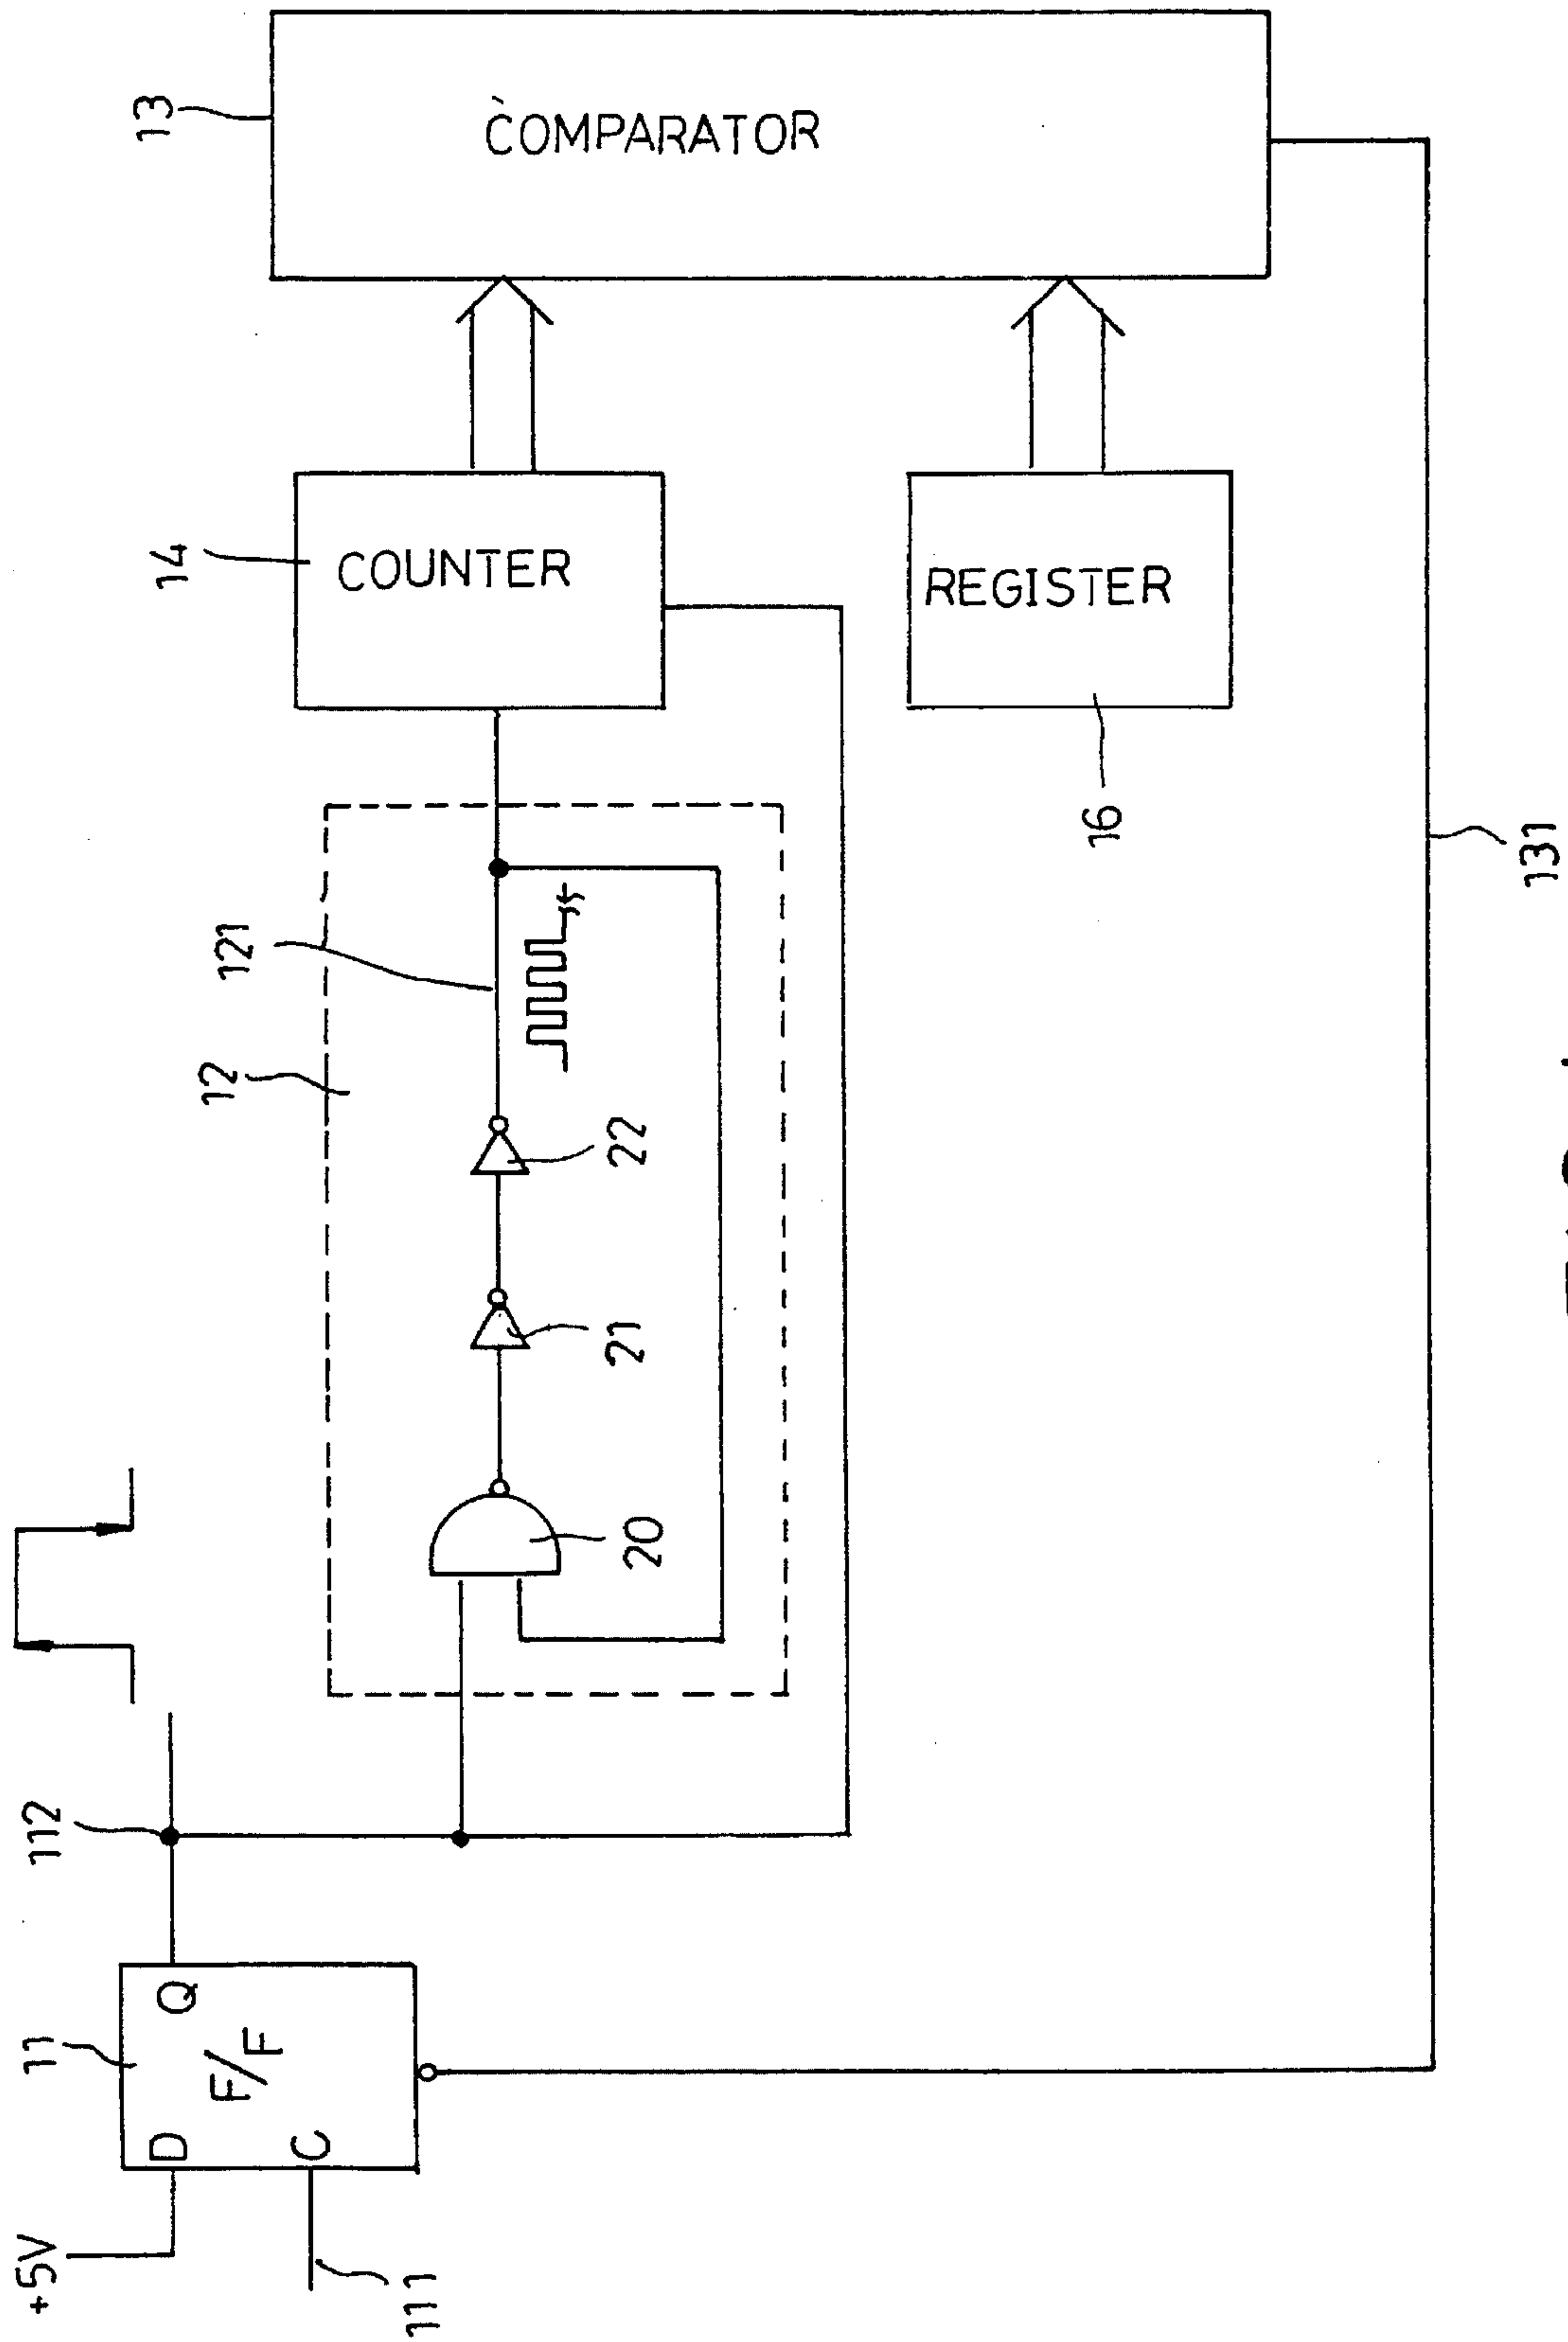 +5V
111
D
C
F/F
Q
11
112
20
21
22
12
121
14
COUNTER
REGISTER
16
13
COMPARATOR
131